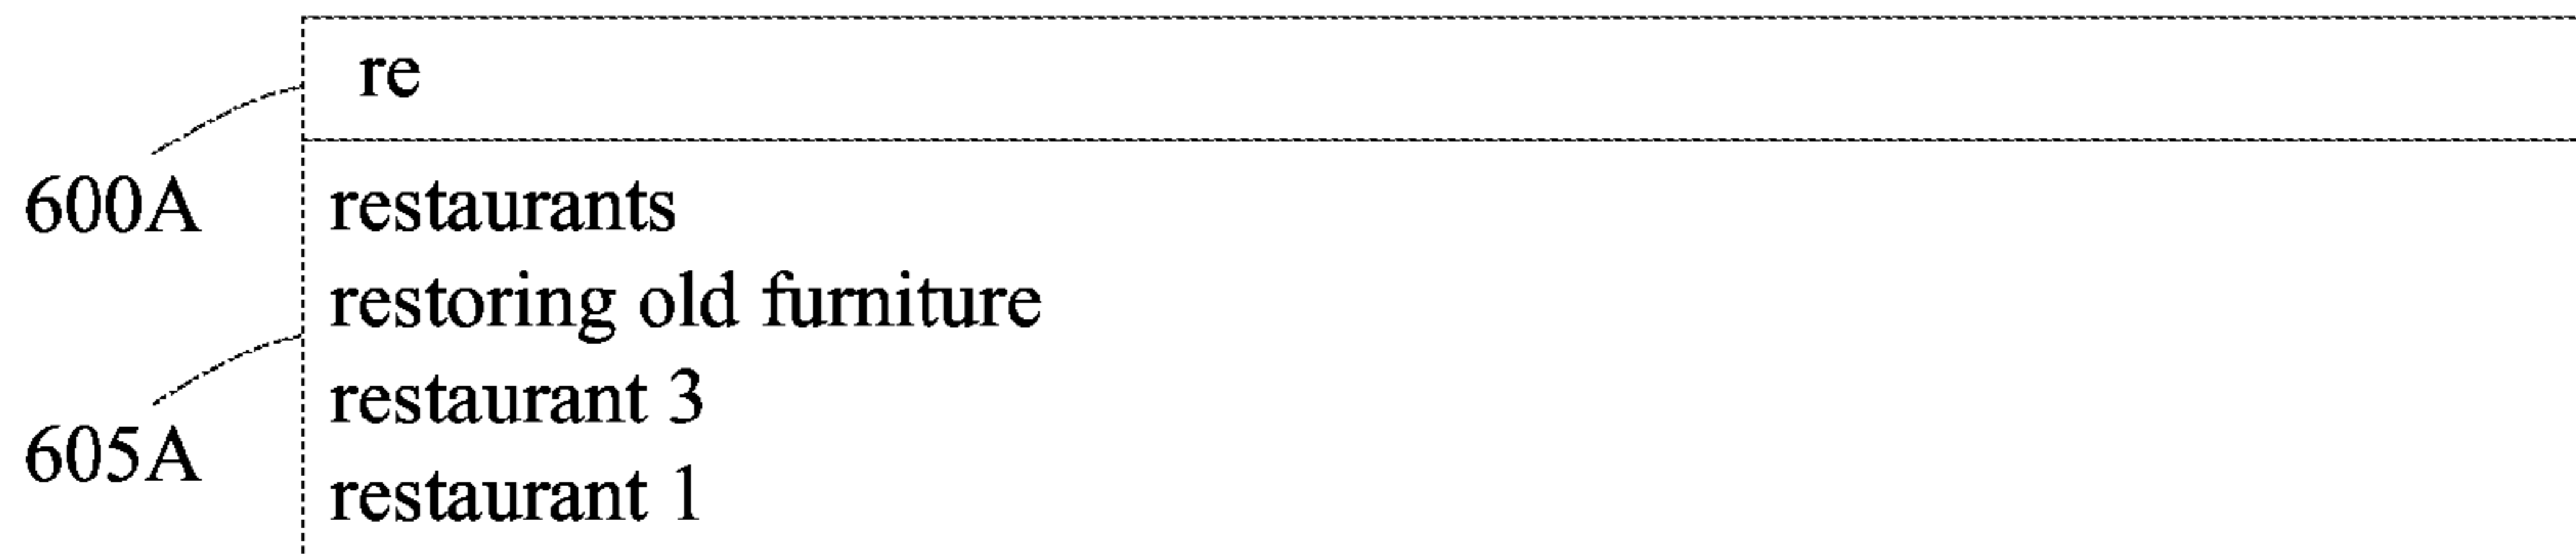 re
600A
restaurants
restoring old furniture
605A
restaurant 3
restaurant 1